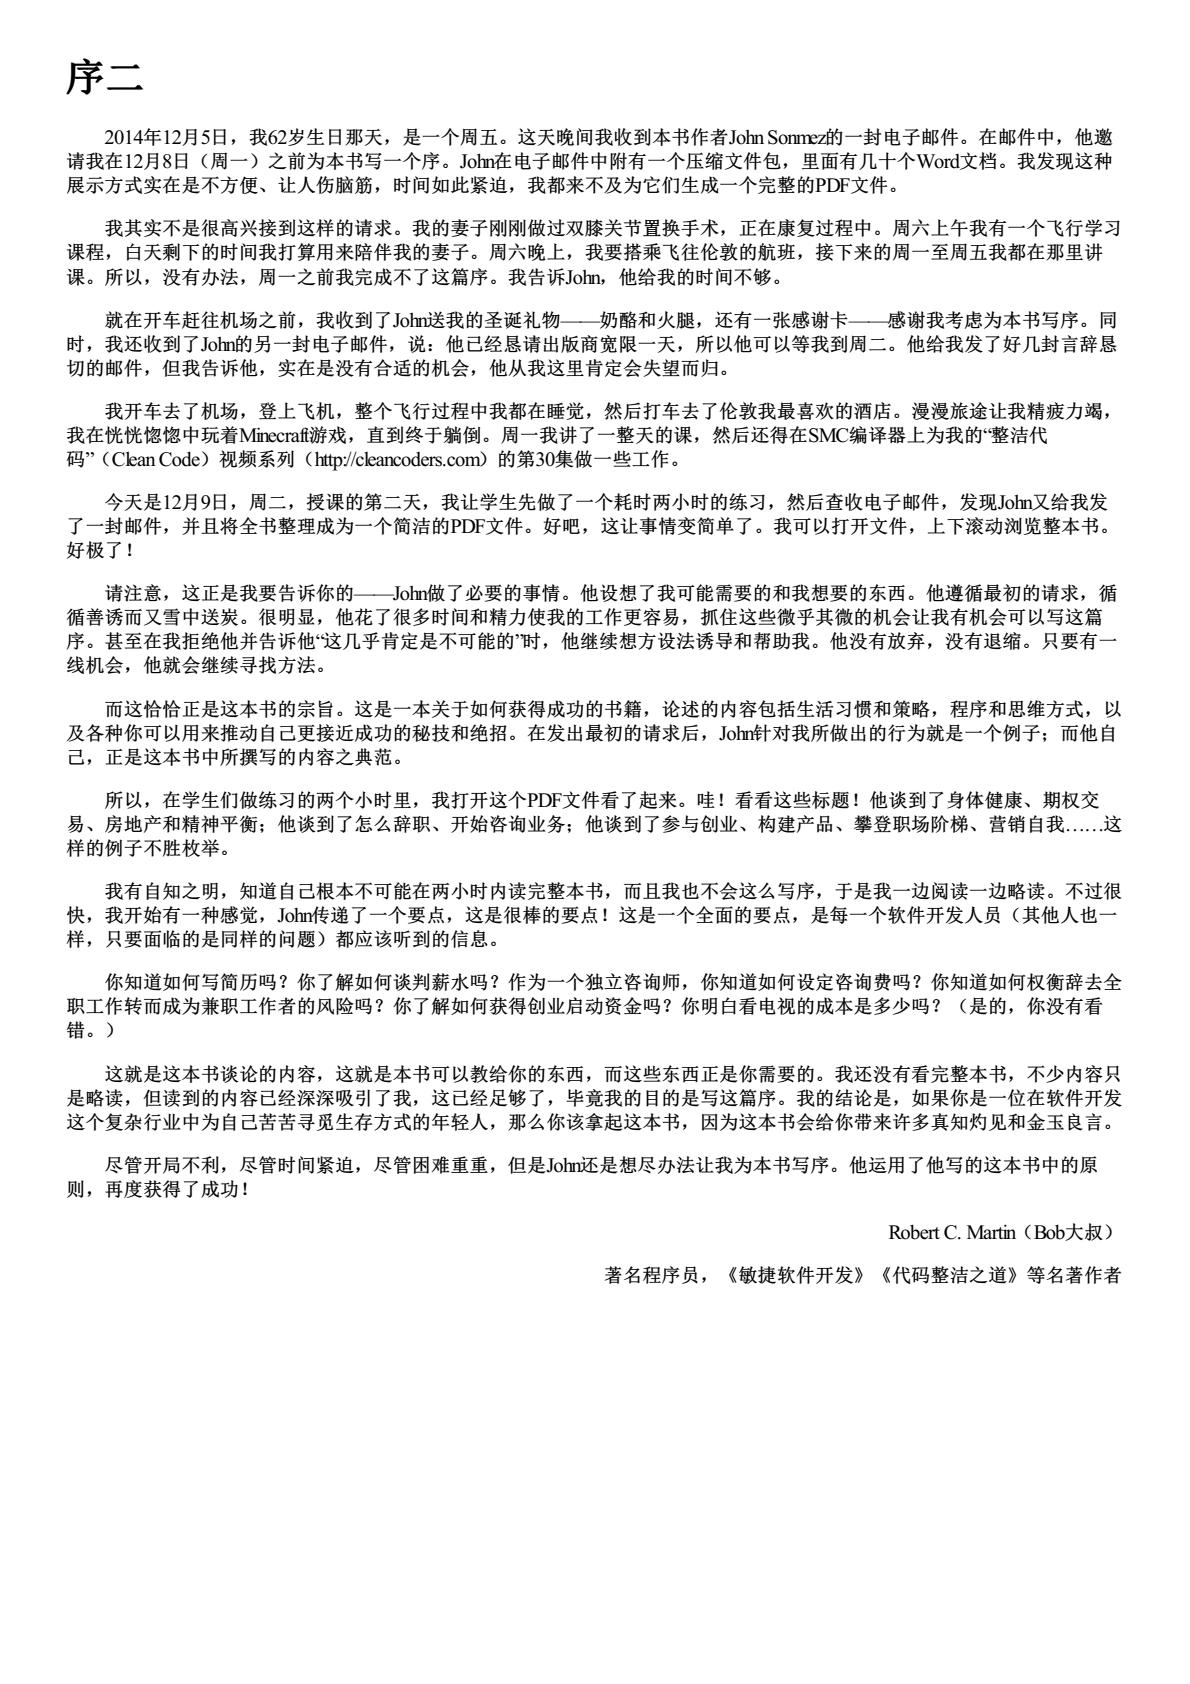 序二
2014年12月5日，我62岁生日那天，是一个周五。这天晚间我收到本书作者John Sonmez的一封电子邮件。在邮件中，他邀
请我在12月8日（周一）之前为本书写一个序。John在电子邮件中附有一个压缩文件包，里面有几十个Word文档。我发现这种
展示方式实在是不方便、让人伤脑筋，时间如此紧迫，我都来不及为它们生成一个完整的PDF文件。
我其实不是很高兴接到这样的请求。我的妻子刚刚做过双膝关节置换手术，正在康复过程中。周六上午我有一个飞行学习
课程，白天剩下的时间我打算用来陪伴我的妻子。周六晚上，我要搭乘飞往伦敦的航班，接下来的周一至周五我都在那里讲
课。所以，没有办法，周一之前我完成不了这篇序。我告诉John，他给我的时间不够。
就在开车赶往机场之前，我收到了John送我的圣诞礼物——奶酪和火腿，还有一张感谢卡——感谢我考虑为本书写序。同
时，我还收到了John的另一封电子邮件，说：他已经恳请出版商宽限一天，所以他可以等我到周二。他给我发了好几封言辞恳
切的邮件，但我告诉他，实在是没有合适的机会，他从我这里肯定会失望而归。
我开车去了机场，登上飞机，整个飞行过程中我都在睡觉，然后打车去了伦敦我最喜欢的酒店。漫漫旅途让我精疲力竭，
我在恍恍惚惚中玩着Minecraft游戏，直到终于躺倒。周一我讲了一整天的课，然后还得在SMC编译器上为我的“整洁代
码”（Clean Code）视频系列（http://cleancoders.com）的第30集做一些工作。
今天是12月9日，周二，授课的第二天，我让学生先做了一个耗时两小时的练习，然后查收电子邮件，发现John又给我发
了一封邮件，并且将全书整理成为一个简洁的PDF文件。好吧，这让事情变简单了。我可以打开文件，上下滚动浏览整本书。
好极了！
请注意，这正是我要告诉你的——John做了必要的事情。他设想了我可能需要的和我想要的东西。他遵循最初的请求，循
循善诱而又雪中送炭。很明显，他花了很多时间和精力使我的工作更容易，抓住这些微乎其微的机会让我有机会可以写这篇
序。甚至在我拒绝他并告诉他“这几乎肯定是不可能的”时，他继续想方设法诱导和帮助我。他没有放弃，没有退缩。只要有一
线机会，他就会继续寻找方法。
而这恰恰正是这本书的宗旨。这是一本关于如何获得成功的书籍，论述的内容包括生活习惯和策略，程序和思维方式，以
及各种你可以用来推动自己更接近成功的秘技和绝招。在发出最初的请求后，John针对我所做出的行为就是一个例子；而他自
己，正是这本书中所撰写的内容之典范。
所以，在学生们做练习的两个小时里，我打开这个PDF文件看了起来。哇！看看这些标题！他谈到了身体健康、期权交
易、房地产和精神平衡；他谈到了怎么辞职、开始咨询业务；他谈到了参与创业、构建产品、攀登职场阶梯、营销自我……这
样的例子不胜枚举。
我有自知之明，知道自己根本不可能在两小时内读完整本书，而且我也不会这么写序，于是我一边阅读一边略读。不过很
快，我开始有一种感觉，John传递了一个要点，这是很棒的要点！这是一个全面的要点，是每一个软件开发人员（其他人也一
样，只要面临的是同样的问题）都应该听到的信息。
你知道如何写简历吗？你了解如何谈判薪水吗？作为一个独立咨询师，你知道如何设定咨询费吗？你知道如何权衡辞去全
职工作转而成为兼职工作者的风险吗？你了解如何获得创业启动资金吗？你明白看电视的成本是多少吗？（是的，你没有看
错。）
这就是这本书谈论的内容，这就是本书可以教给你的东西，而这些东西正是你需要的。我还没有看完整本书，不少内容只
是略读，但读到的内容已经深深吸引了我，这已经足够了，毕竟我的目的是写这篇序。我的结论是，如果你是一位在软件开发
这个复杂行业中为自己苦苦寻觅生存方式的年轻人，那么你该拿起这本书，因为这本书会给你带来许多真知灼见和金玉良言。
尽管开局不利，尽管时间紧迫，尽管困难重重，但是John还是想尽办法让我为本书写序。他运用了他写的这本书中的原
则，再度获得了成功！
Robert C. Martin（Bob大叔）
著名程序员，《敏捷软件开发》《代码整洁之道》等名著作者